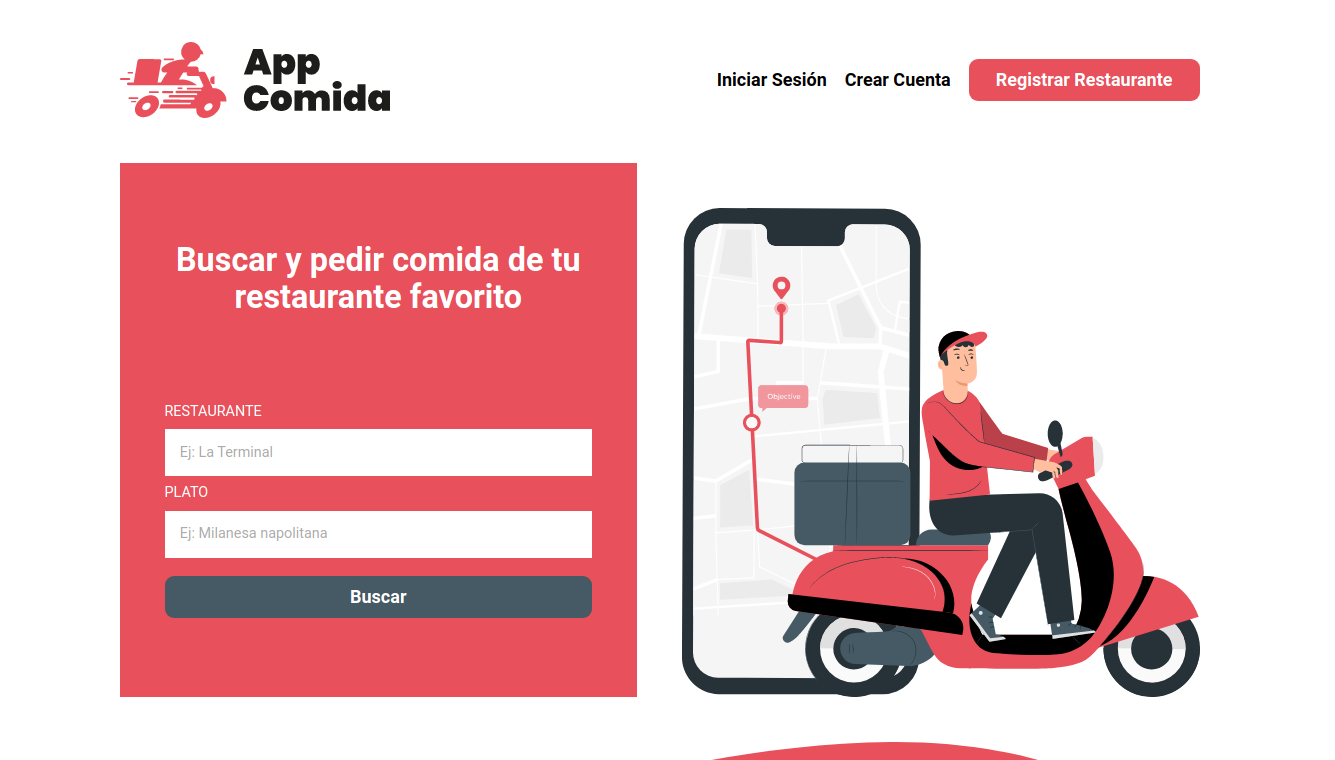 App
Comida
Iniciar Sesión
Crear Cuenta
Registrar Restaurante
Buscar y pedir comida de tu
restaurante favorito
RESTAURANTE
Ej: La Terminal
PLATO
Ej: Milanesa napolitana
Buscar
Objective